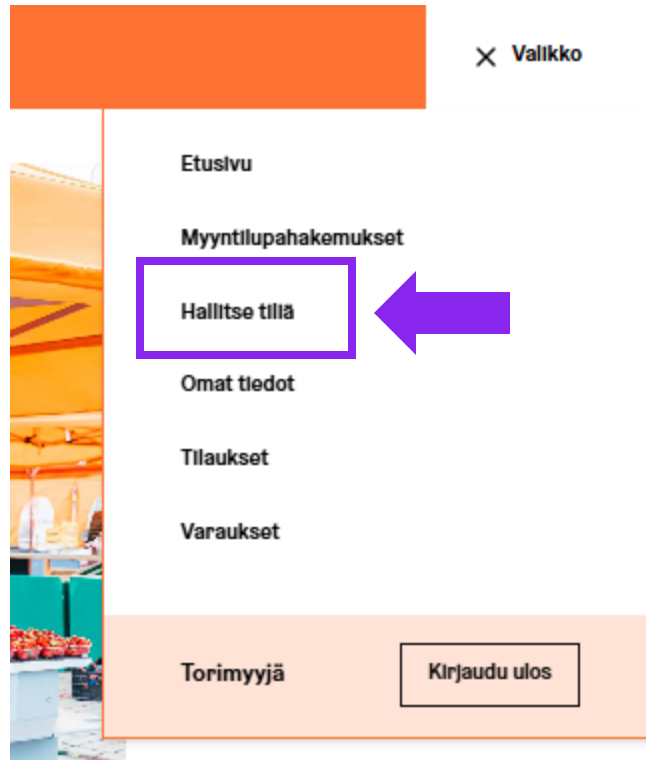 Valikko
Etusivu
Myyntilupahakemukset
Hallitse tiliä
Omat tiedot
Tilaukset
Varaukset
Torimyyjä
Kirjaudu ulos